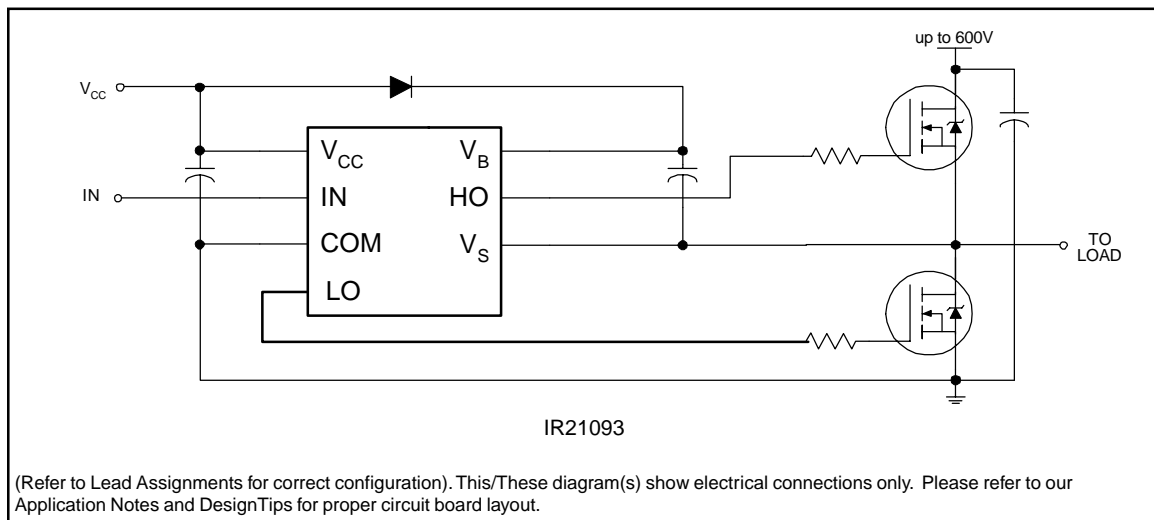 up to 600V
VCC
VCC
VB
IN
IN
HO
COM
VS
TO
LOAD
LO
IR21093
(Refer to Lead Assignments for correct configuration). This/These diagram(s) show electrical connections only. Please refer to our
Application Notes and DesignTips for proper circuit board layout.